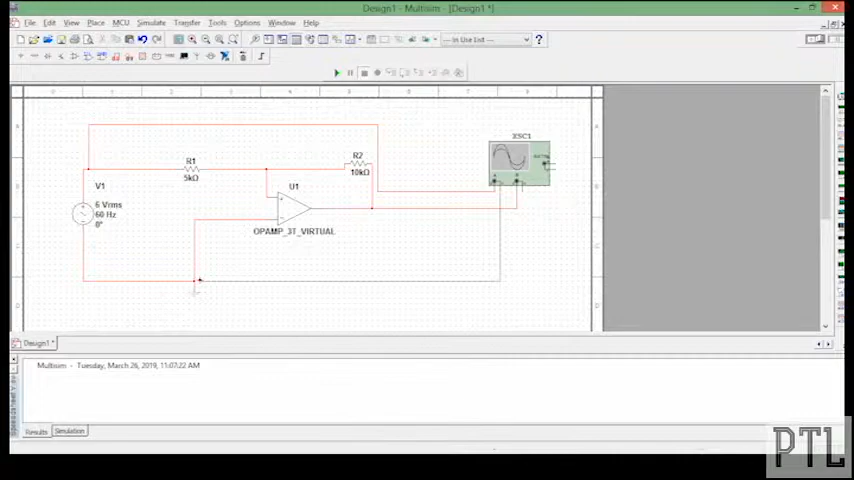 Design1 - Multisim - [Design1 *]
File Edit View Place MCU Simulate Transfer Tools Options Window Help
--- In Use List ---
XSC1
R1
5kΩ
R2
10kΩ
V1
6 Vrms
60 Hz
0°
U1
OPAMP_3T_VIRTUAL
A B
Design1 *
Multisim - Tuesday, March 26, 2019, 11:07:22 AM
Results Simulation
PTL